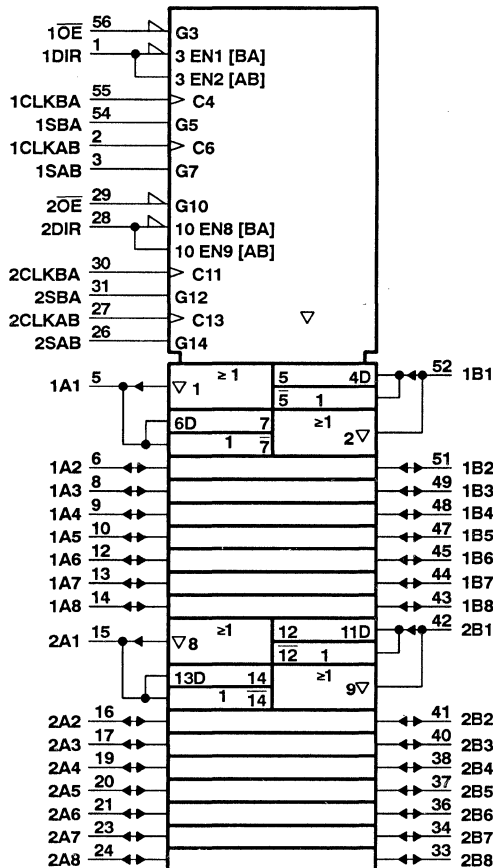 1O̅E̅ 56 G3
1DIR 1 3 EN1 [BA]
3 EN2 [AB]
1CLKBA 55 C4
1SBA 54 G5
1CLKAB 2 C6
1SAB 3 G7
2O̅E̅ 29 G10
2DIR 28 10 EN8 [BA]
10 EN9 [AB]
2CLKBA 30 C11
2SBA 31 G12
2CLKAB 27 C13
2SAB 26 G14
1A1 5 ▽ 1 ≥1 5 4D 52 1B1
5̅ 1
6D 7 ≥1 2 ▽
1 7̅
1A2 6 51 1B2
1A3 8 49 1B3
1A4 9 48 1B4
1A5 10 47 1B5
1A6 12 45 1B6
1A7 13 44 1B7
1A8 14 43 1B8
2A1 15 ▽ 8 ≥1 12 11D 42 2B1
1̅2̅ 1
13D 14 ≥1 9 ▽
1 1̅4̅
2A2 16 41 2B2
2A3 17 40 2B3
2A4 19 38 2B4
2A5 20 37 2B5
2A6 21 36 2B6
2A7 23 34 2B7
2A8 24 33 2B8